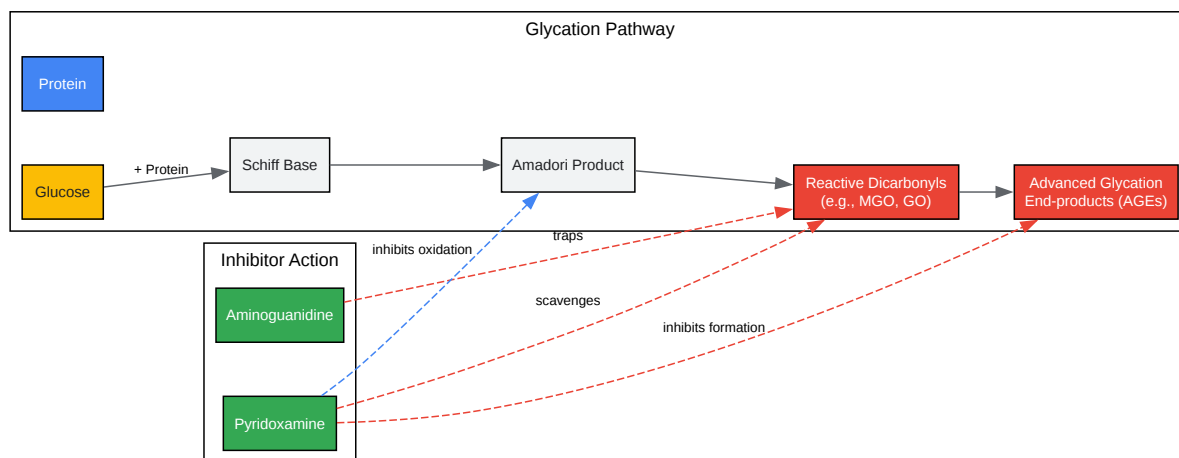 Glycation Pathway
Protein
Glucose
+ Protein
Schiff Base
Amadori Product
Reactive Dicarbonyls
(e.g., MGO, GO)
Advanced Glycation
End-products (AGEs)
Inhibitor Action
inhibits oxidation
traps
Aminoguanidine
scavenges
inhibits formation
Pyridoxamine